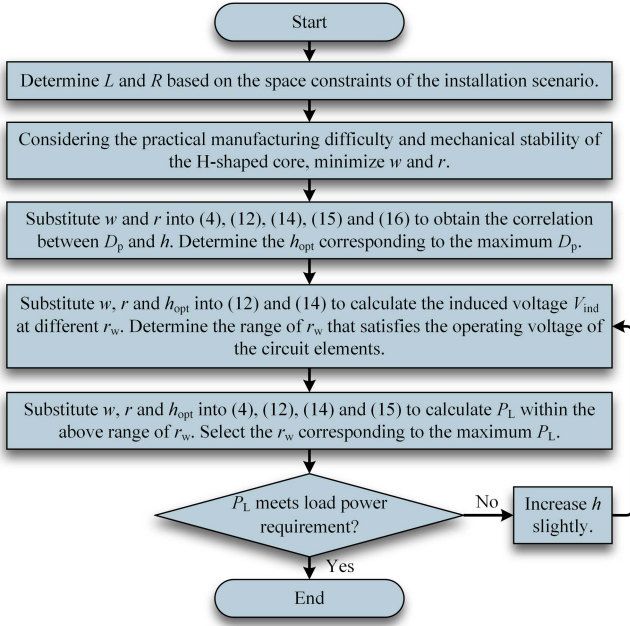 Start
Determine L and R based on the space constraints of the installation scenario.
Considering the practical manufacturing difficulty and mechanical stability of
the H-shaped core, minimize w and r.
Substitute w and r into (4), (12), (14), (15) and (16) to obtain the correlation
between Dp and h. Determine the hopt corresponding to the maximum Dp.
Substitute w, r and hopt into (12) and (14) to calculate the induced voltage Vind
at different rw. Determine the range of rw that satisfies the operating voltage of
the circuit elements.
Substitute w, r and hopt into (4), (12), (14) and (15) to calculate PL within the
above range of rw. Select the rw corresponding to the maximum PL.
PL meets load power
requirement?
No
Increase h
slightly.
Yes
End